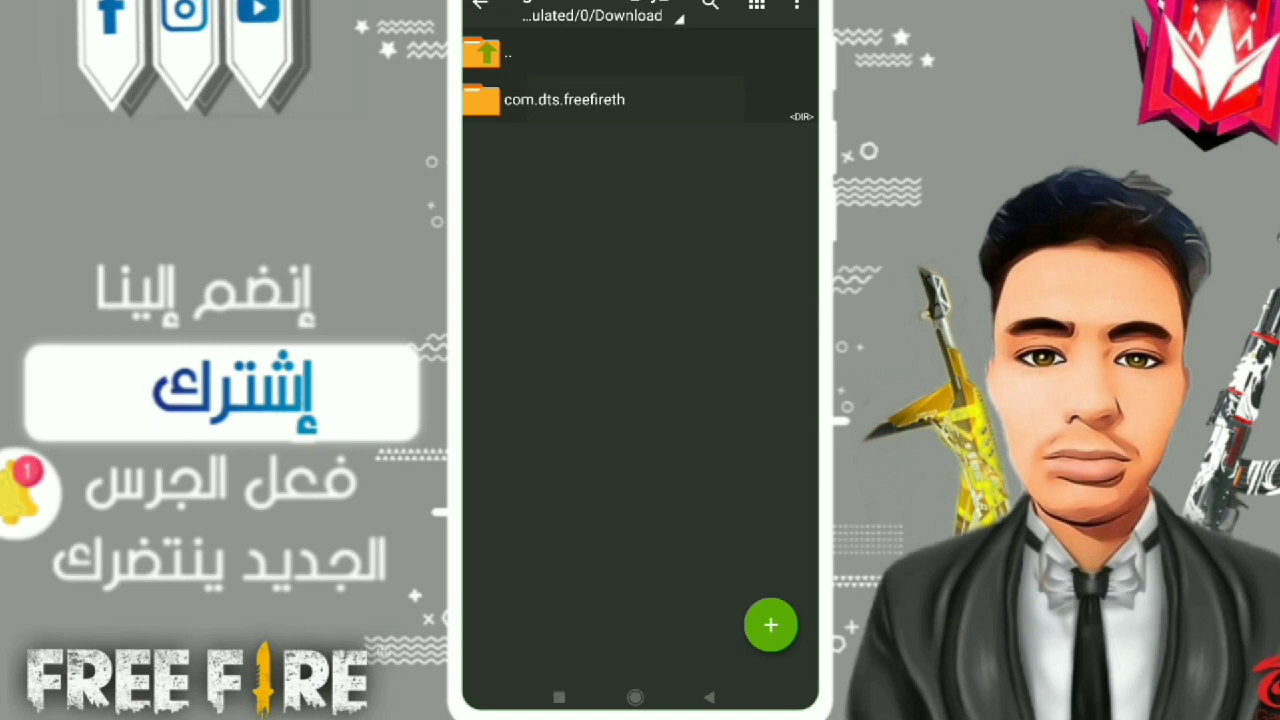 ...ulated/0/Download
..
com.dts.freefireth
<DIR>
إنضم إلينا
إشترك
1
فعل الجرس
الجديد ينتضرك
FREE FIRE